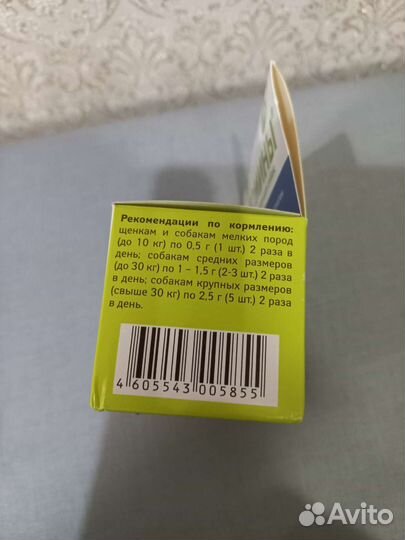 Рекомендации по кормлению:
щенкам и собакам мелких пород
(до 10 кг) по 0,5 г (1 шт.) 2 раза в
день; собакам средних размеров
(до 30 кг) по 1 – 1,5 г (2-3 шт.) 2 раза
в день; собакам крупных размеров
(свыше 30 кг) по 2,5 г (5 шт.) 2 раза
в день.
4 605543 005855
Avito